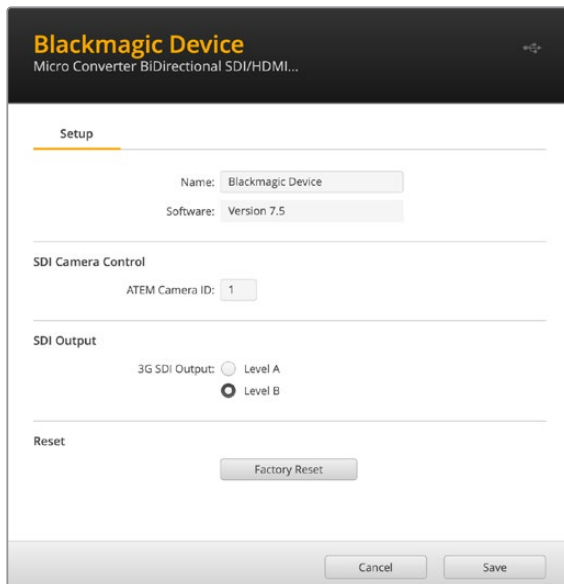 Blackmagic Device
Micro Converter BiDirectional SDI/HDMI...
Setup
Name: Blackmagic Device
Software: Version 7.5
SDI Camera Control
ATEM Camera ID: 1
SDI Output
3G SDI Output: Level A
Level B
Reset
Factory Reset
Cancel Save